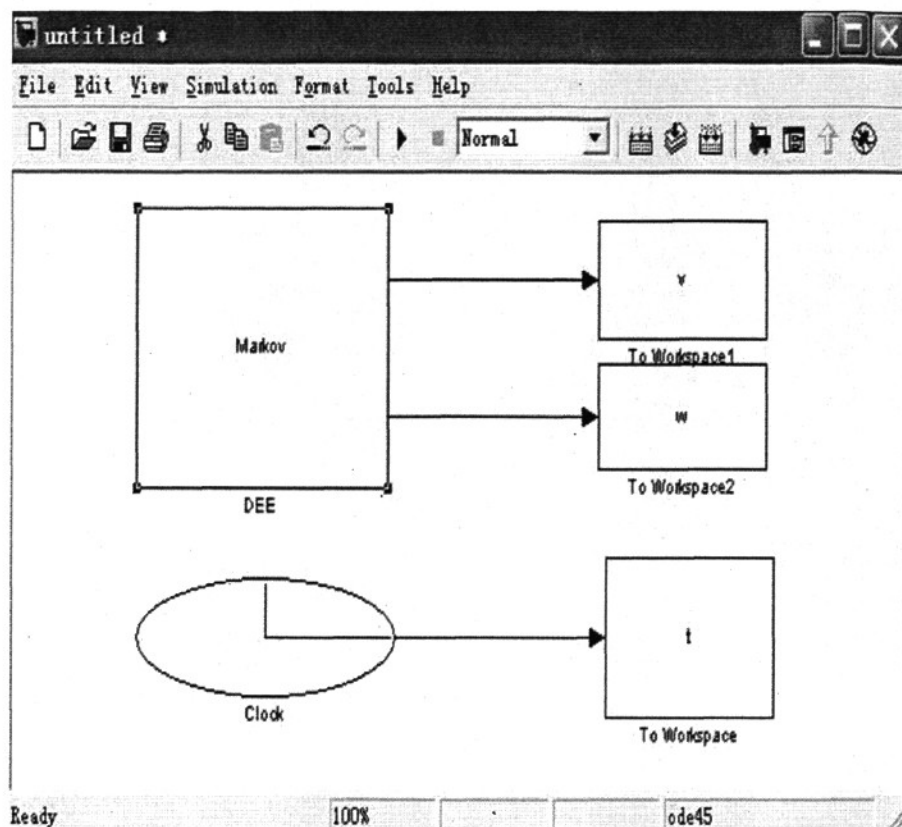 untitled *
File Edit View Simulation Format Tools Help
Normal
Markov
DEE
v
To Workspace1
w
To Workspace2
Clock
t
To Workspace
Ready 100% ode45